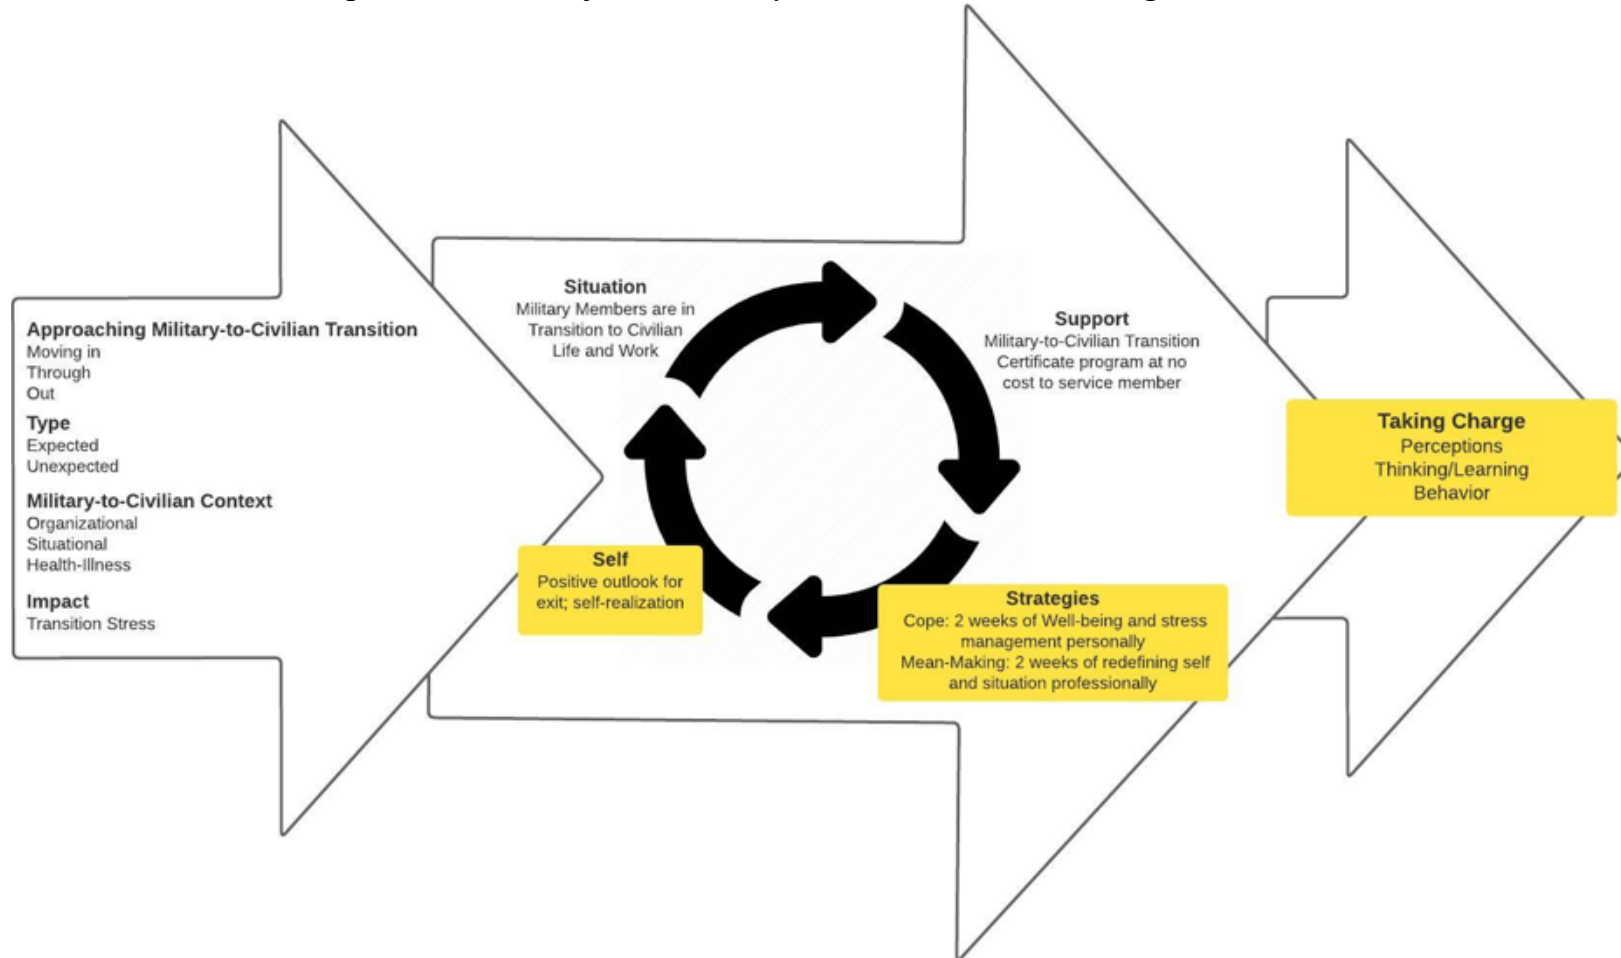 Approaching Military-to-Civilian Transition
Moving in
Through
Out
Type
Expected
Unexpected
Military-to-Civilian Context
Organizational
Situational
Health-Illness
Impact
Transition Stress
Situation
Military Members are in
Transition to Civilian
Life and Work
Support
Military-to-Civilian Transition
Certificate program at no
cost to service member
Self
Positive outlook for
exit; self-realization
Strategies
Cope: 2 weeks of Well-being and stress
management personally
Mean-Making: 2 weeks of redefining self
and situation professionally
Taking Charge
Perceptions
Thinking/Learning
Behavior